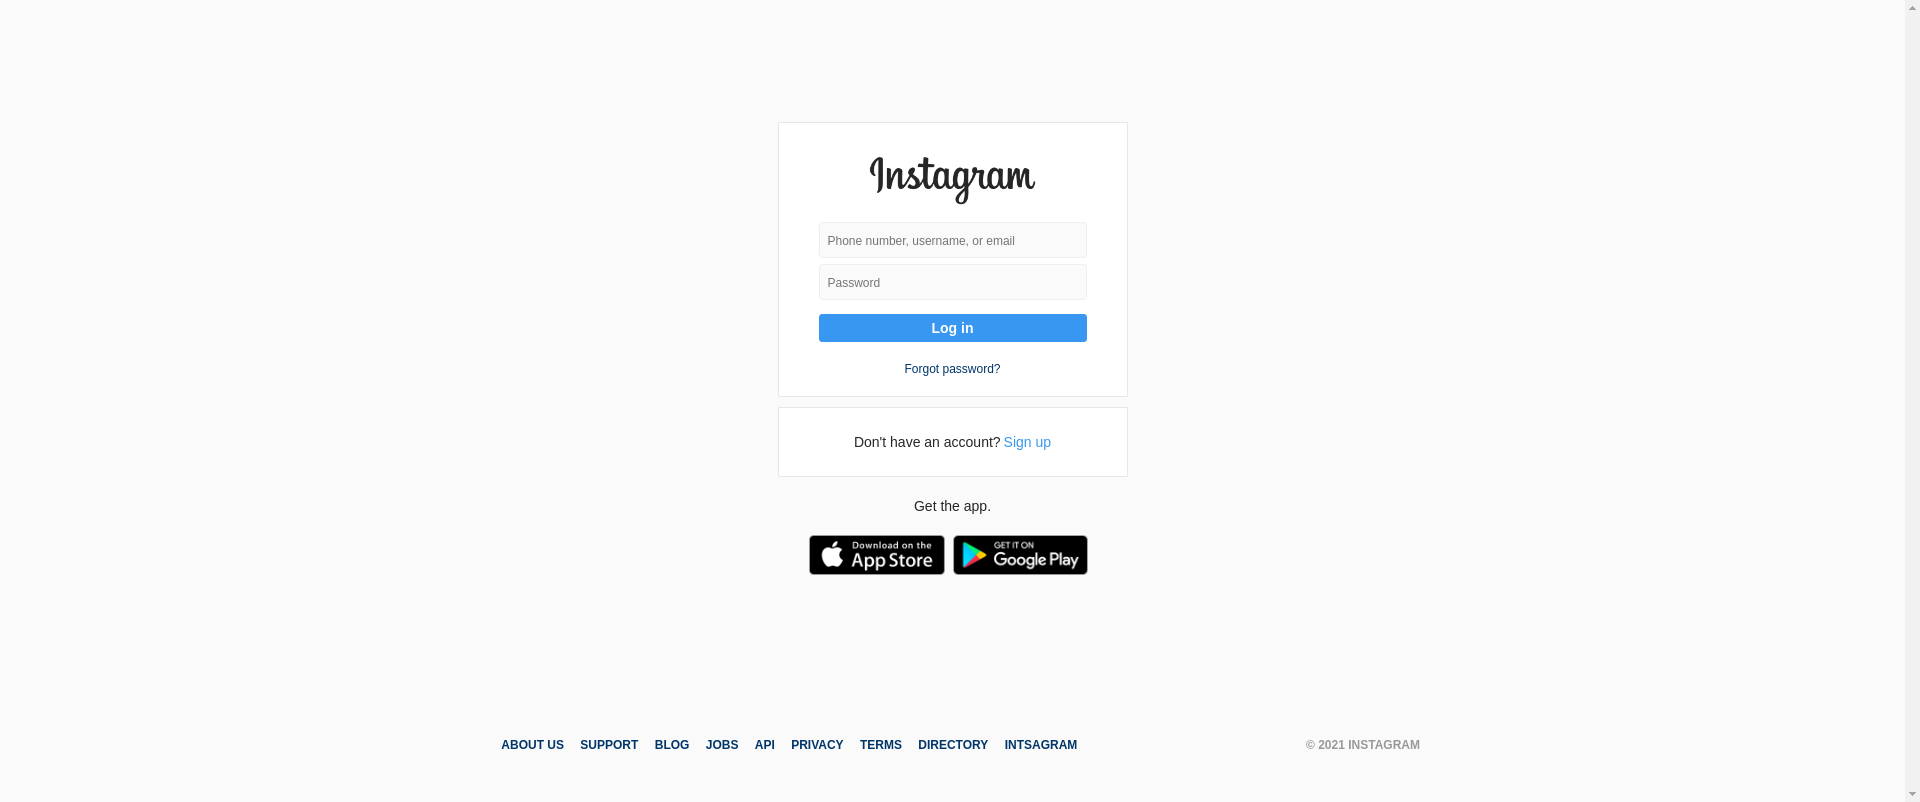 Instagram
Phone number, username, or email
Password
Log in
Forgot password?
Don't have an account? Sign up
Get the app.
Download on the
App Store
GET IT ON
Google Play
ABOUT US SUPPORT BLOG JOBS API PRIVACY TERMS DIRECTORY INTSAGRAM © 2021 INSTAGRAM